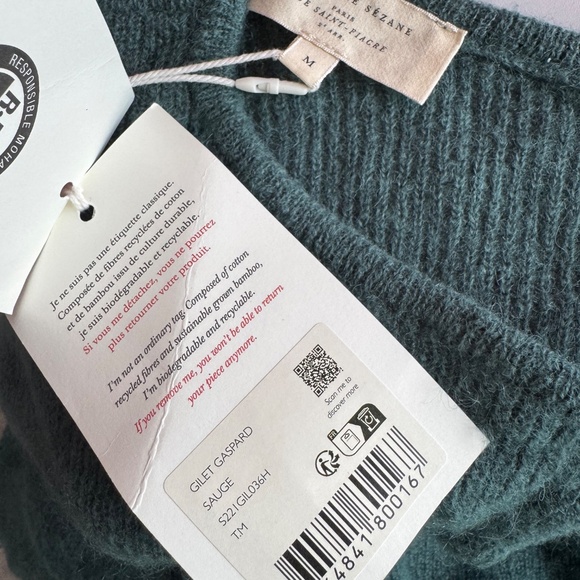 SÉZANE
PARIS
SAINT-FIACRE
M
RESPONSIBLE
Je ne suis pas une étiquette classique.
Composée de fibres recyclées de coton
et de bambou issu de culture durable,
je suis biodégradable et recyclable.
Si vous me détachez, vous ne pourrez
plus retourner votre produit.
I'm not an ordinary tag. Composed of cotton
recycled fibres and sustainable grown bamboo,
I'm biodegradable and recyclable.
If you remove me, you won't be able to return
your piece anymore.
Scan me to
discover more
GILET GASPARD
SAUGE
S221GIL036H
T.M
4841800167